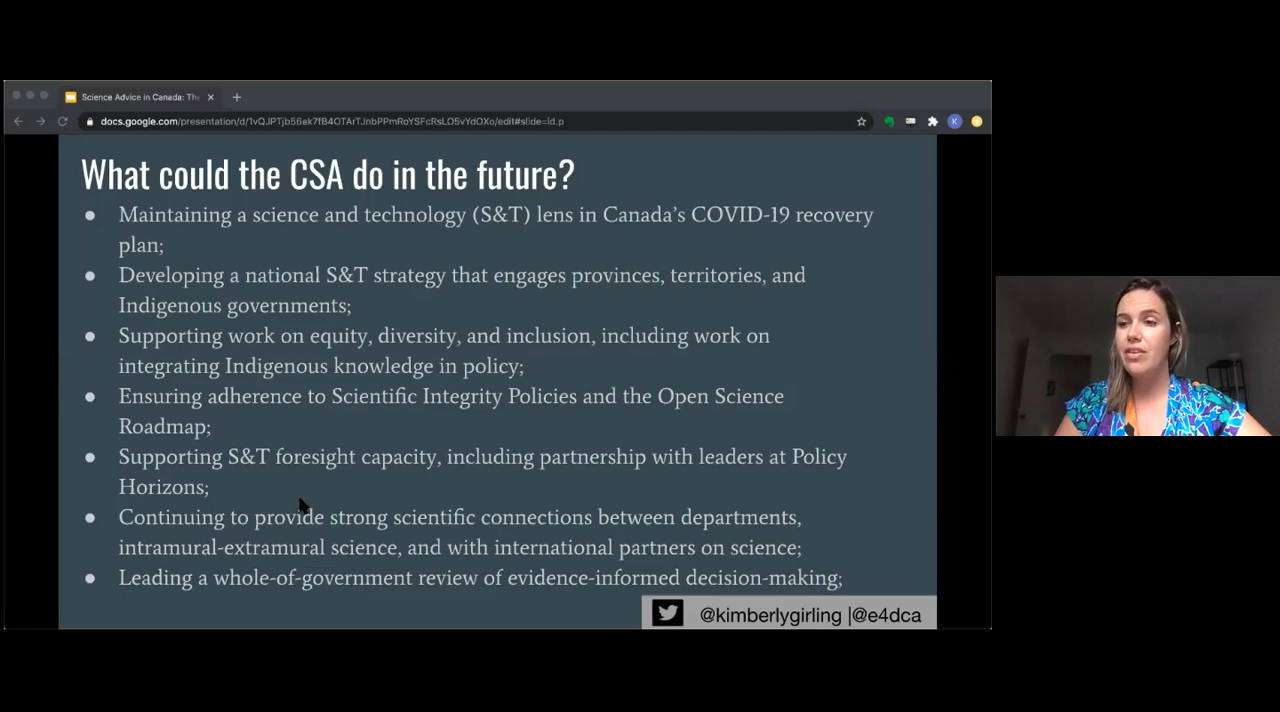 Science Advice in Canada: Th
docs.google.com/presentation/d/1vQJPTjb56ek7fB4OTArTJnbPPmRoYSFcRsLO5vYdOXo/edit#slide=id.p
K
What could the CSA do in the future?
● Maintaining a science and technology (S&T) lens in Canada's COVID-19 recovery
plan;
● Developing a national S&T strategy that engages provinces, territories, and
Indigenous governments;
● Supporting work on equity, diversity, and inclusion, including work on
integrating Indigenous knowledge in policy;
● Ensuring adherence to Scientific Integrity Policies and the Open Science
Roadmap;
● Supporting S&T foresight capacity, including partnership with leaders at Policy
Horizons;
● Continuing to provide strong scientific connections between departments,
intramural-extramural science, and with international partners on science;
● Leading a whole-of-government review of evidence-informed decision-making;
@kimberlygirling |@e4dca